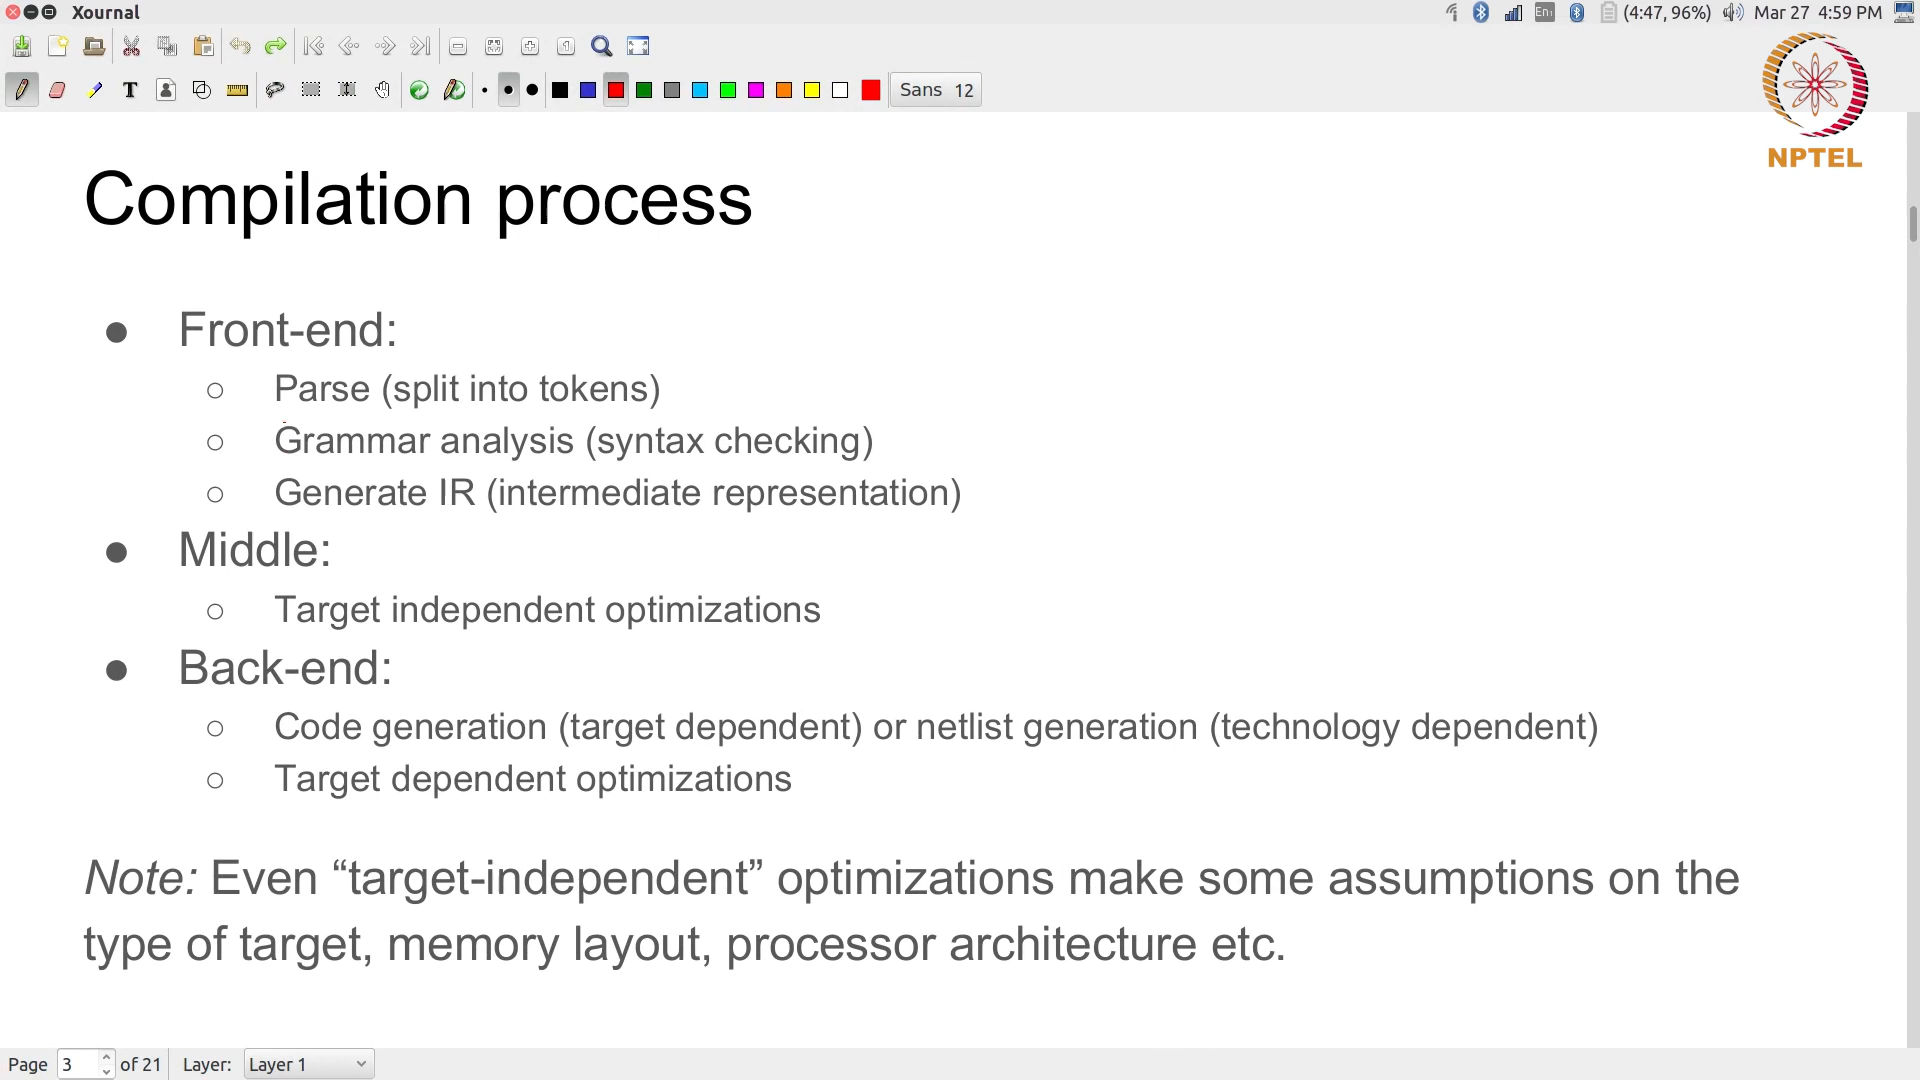 Xournal
En1
(4:47, 96%)
Mar 27 4:59 PM
Sans 12
NPTEL
Compilation process
● Front-end:
○ Parse (split into tokens)
○ Grammar analysis (syntax checking)
○ Generate IR (intermediate representation)
● Middle:
○ Target independent optimizations
● Back-end:
○ Code generation (target dependent) or netlist generation (technology dependent)
○ Target dependent optimizations
Note: Even “target-independent” optimizations make some assumptions on the
type of target, memory layout, processor architecture etc.
Page 3 of 21 Layer: Layer 1